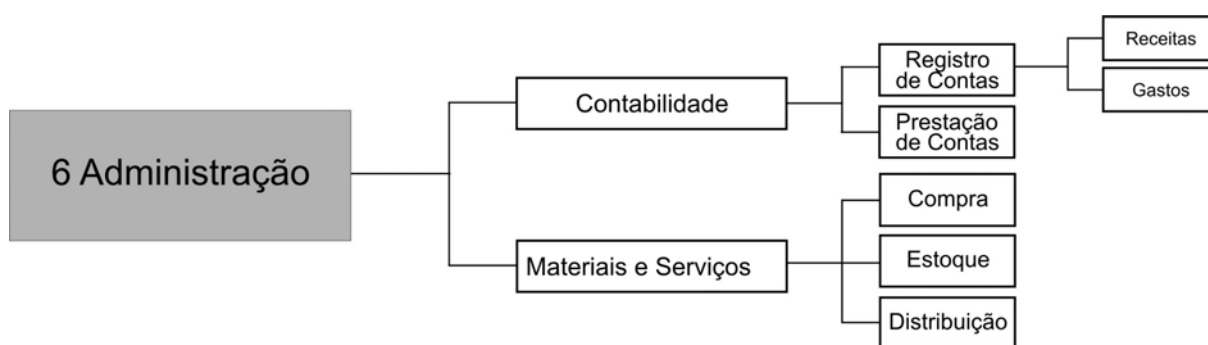 6 Administração
Contabilidade
Registro
de Contas
Receitas
Gastos
Prestação
de Contas
Materiais e Serviços
Compra
Estoque
Distribuição